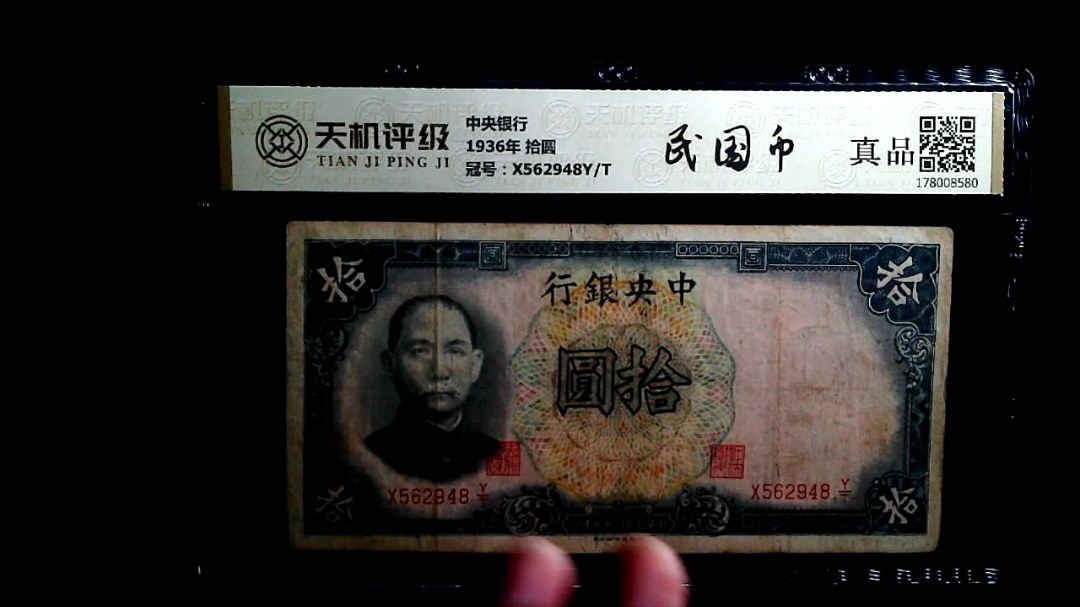 天机评级
TIAN JI PING JI
中央银行
1936年 拾圆
冠号：X562948Y/T
民国币
真品
178008580
拾
拾
行銀央中
圓拾
X562948 Y/T
X562948 Y/T
拾
拾